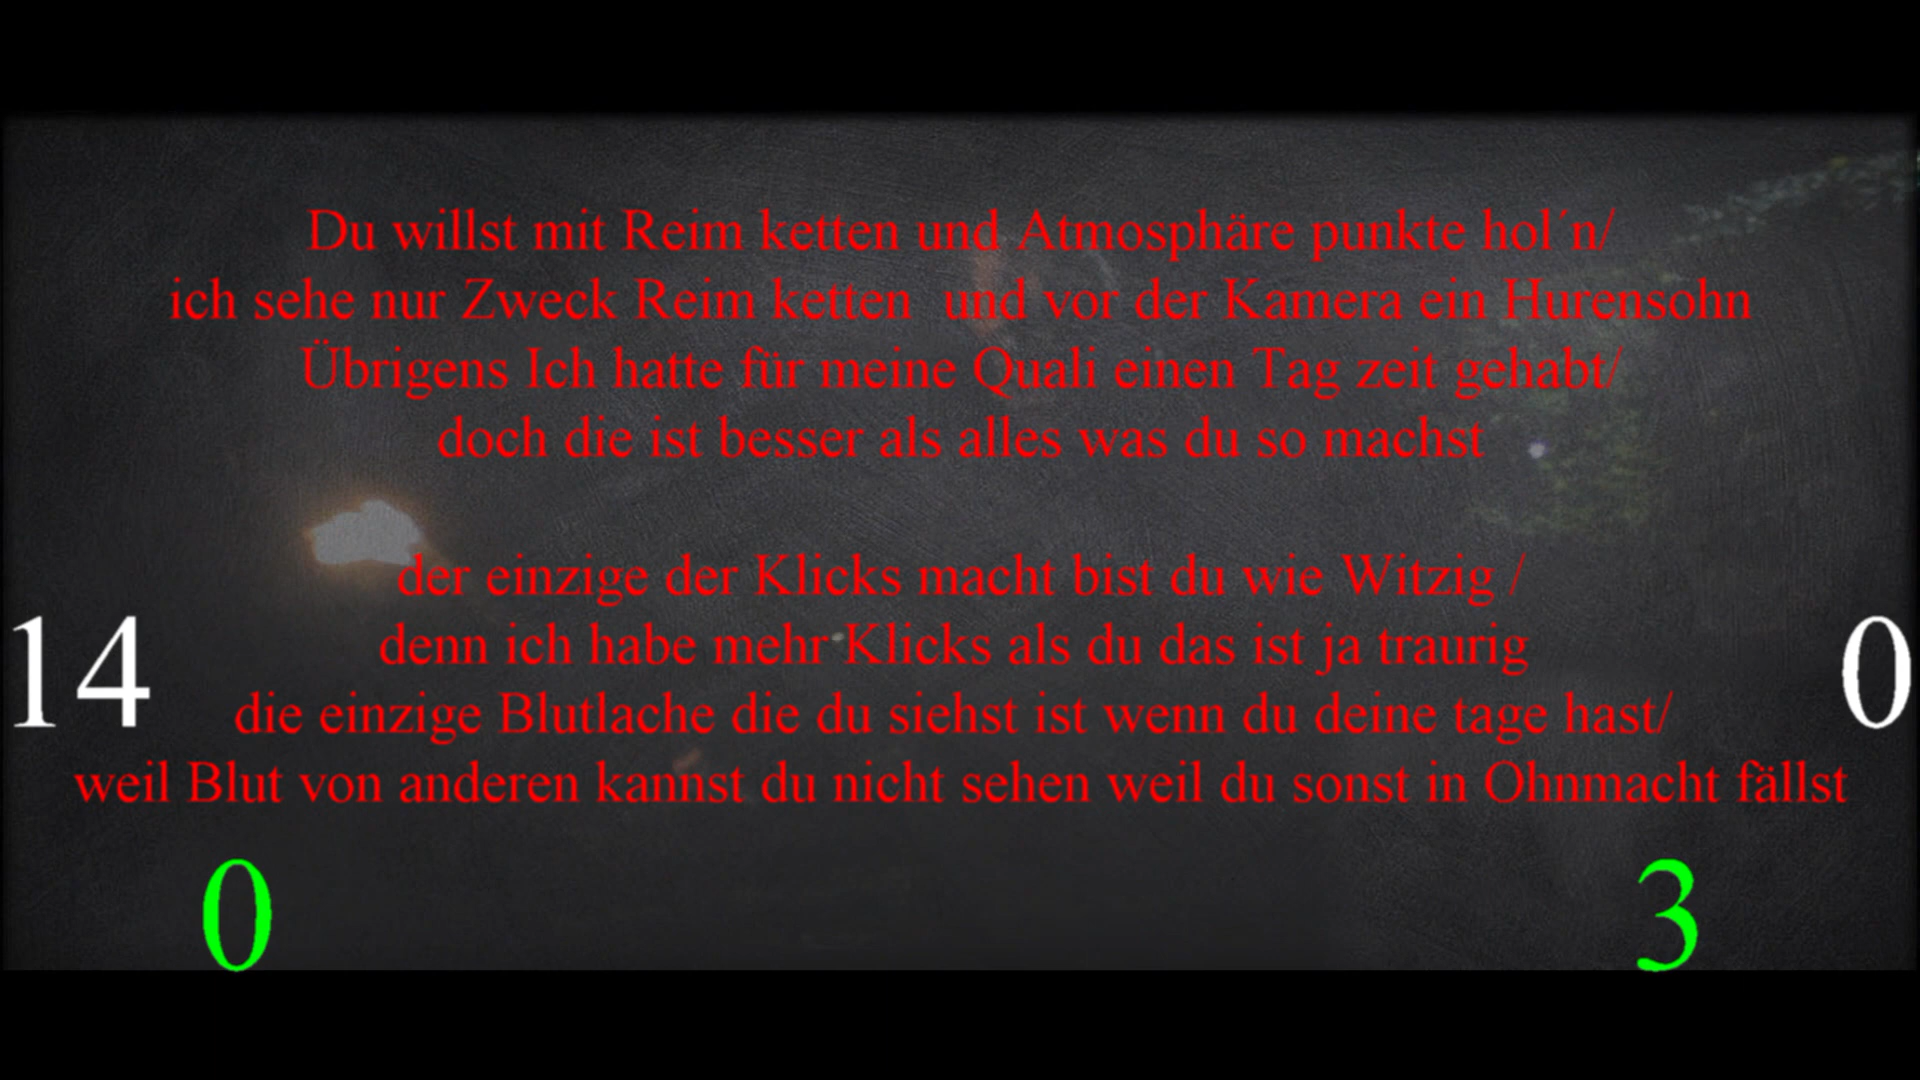 Du willst mit Reim ketten und Atmosphäre punkte hol´n/
ich sehe nur Zweck Reim ketten  und vor der Kamera ein Hurensohn
Übrigens Ich hatte für meine Quali einen Tag zeit gehabt/
doch die ist besser als alles was du so machst
der einzige der Klicks macht bist du wie Witzig /
denn ich habe mehr Klicks als du das ist ja traurig
14
0
die einzige Blutlache die du siehst ist wenn du deine tage hast/
weil Blut von anderen kannst du nicht sehen weil du sonst in Ohnmacht fällst
0
3